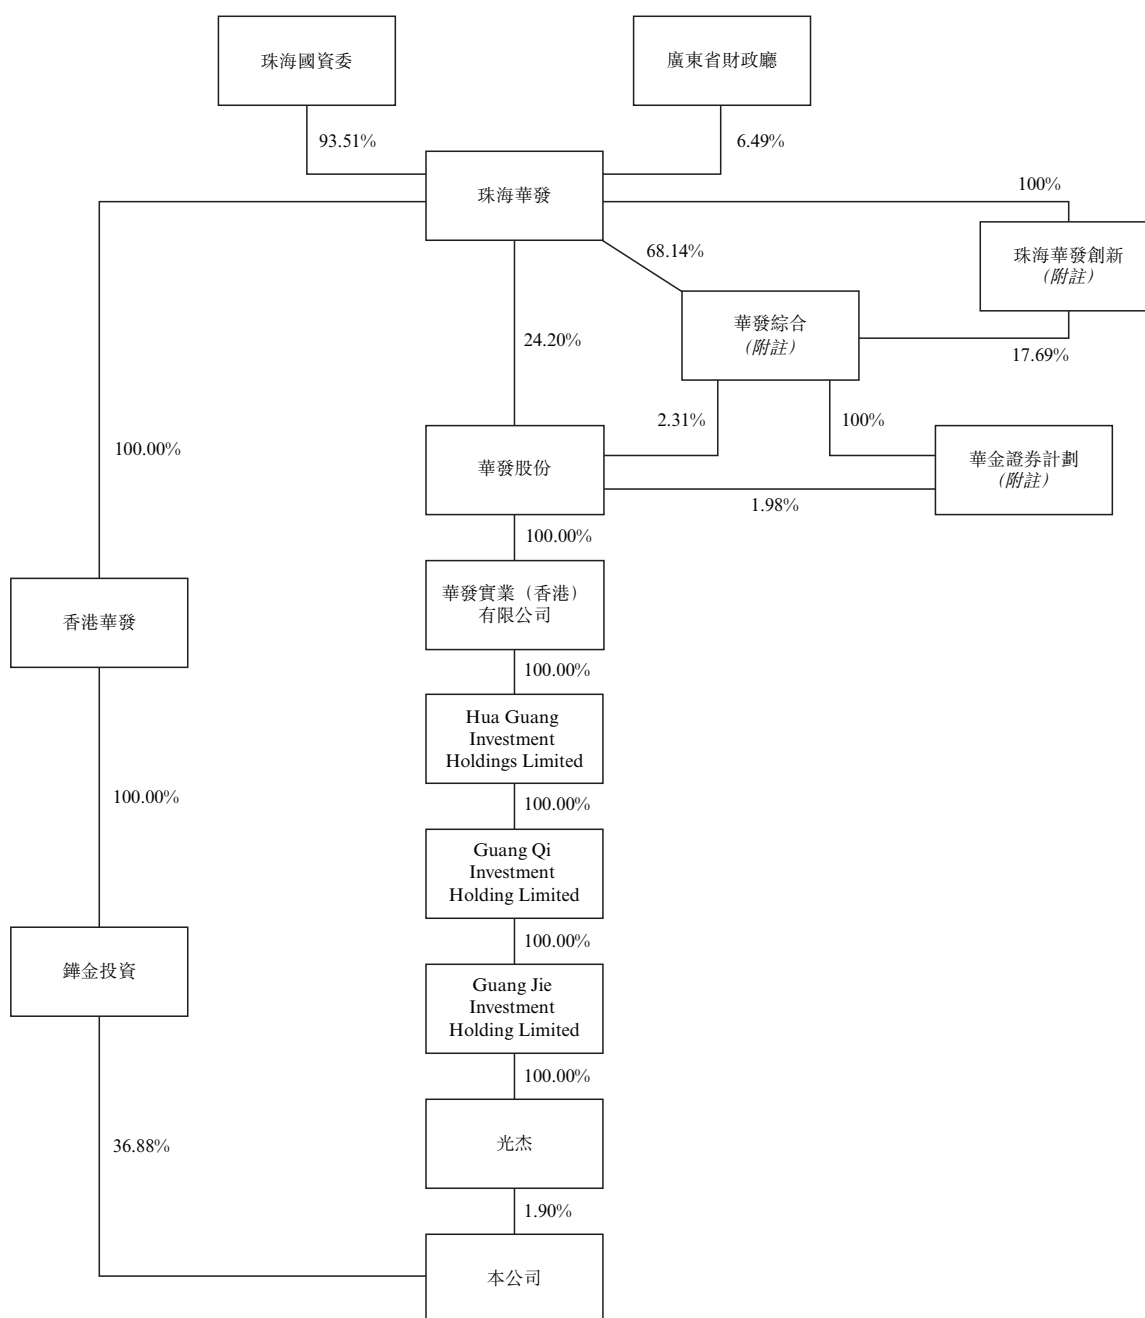 珠海國資委
廣東省財政廳
93.51%
6.49%
珠海華發
100%
珠海華發創新
(附註)
68.14%
華發綜合
(附註)
24.20%
17.69%
2.31%
100%
100.00%
華發股份
華金證券計劃
(附註)
1.98%
100.00%
華發實業（香港）
有限公司
香港華發
100.00%
Hua Guang
Investment
Holdings Limited
100.00%
100.00%
Guang Qi
Investment
Holding Limited
100.00%
鏵金投資
Guang Jie
Investment
Holding Limited
100.00%
36.88%
光杰
1.90%
本公司